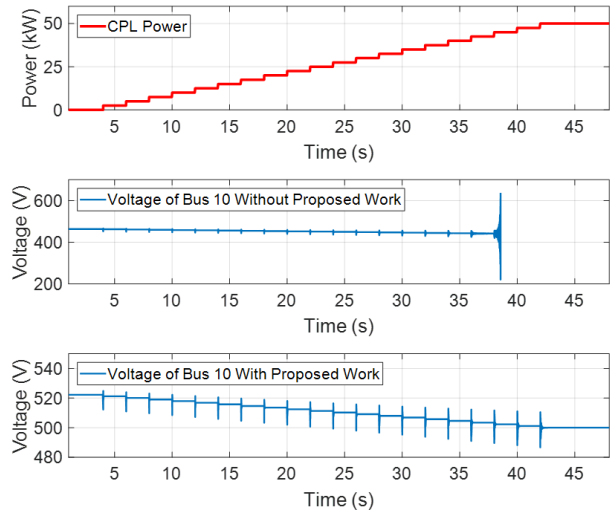 CPL Power
Power (kW)
50
25
0
5 10 15 20 25 30 35 40 45
Time (s)
Voltage of Bus 10 Without Proposed Work
Voltage (V)
600
400
200
5 10 15 20 25 30 35 40 45
Time (s)
Voltage of Bus 10 With Proposed Work
Voltage (V)
540
520
500
480
5 10 15 20 25 30 35 40 45
Time (s)